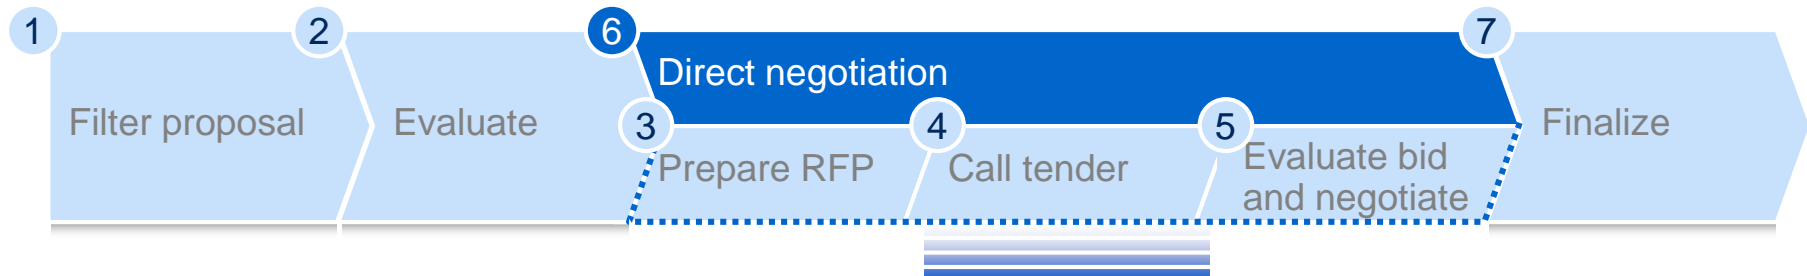 1
Filter proposal
2
Evaluate
6
Direct negotiation
3
Prepare RFP
4
Call tender
5
Evaluate bid
and negotiate
7
Finalize